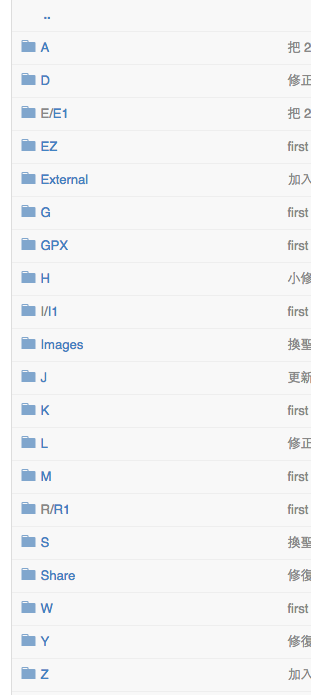 ..
A 把 2
D 修正
E/E1 把 2
EZ first
External 加入
G first
GPX first
H 小修
I/I1 first
Images 換聖
J 更新
K first
L 修正
M first
R/R1 first
S 換聖
Share 修復
W first
Y 修復
Z 加入